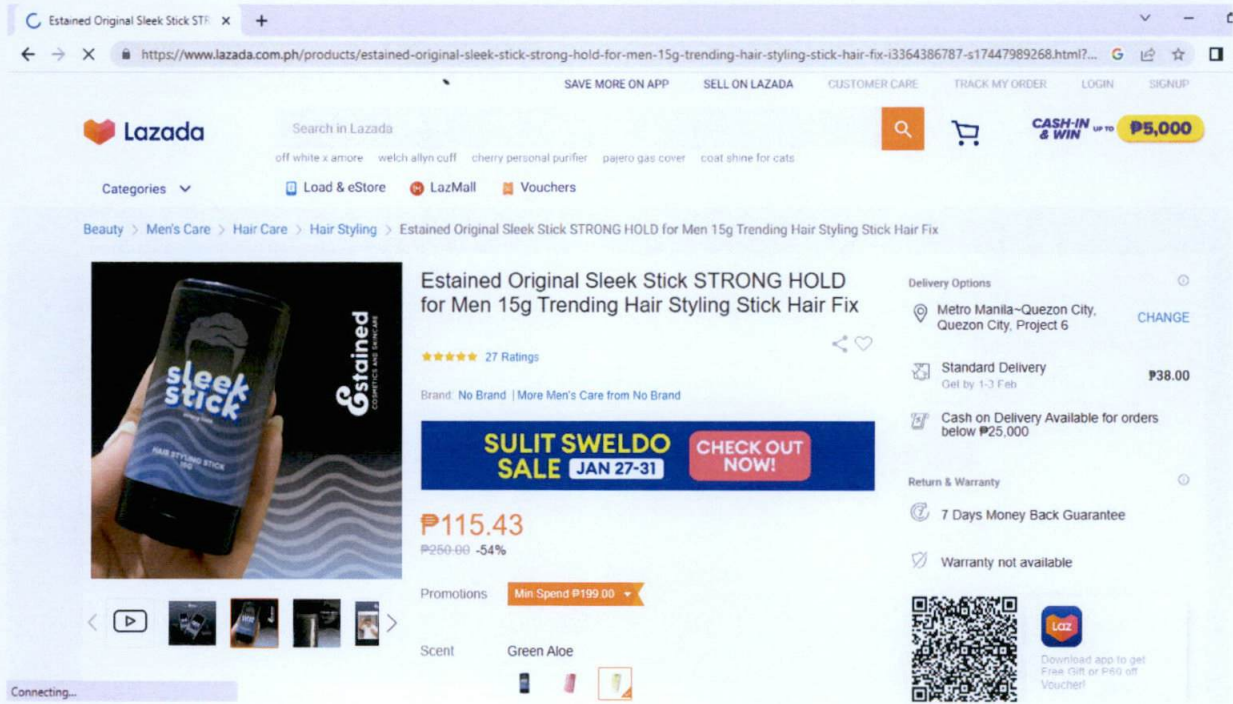 Estained Original Sleek Stick STR
https://www.lazada.com.ph/products/estained-original-sleek-stick-strong-hold-for-men-15g-trending-hair-styling-stick-hair-fix-i3364386787-s17447989268.html?...
SAVE MORE ON APP SELL ON LAZADA CUSTOMER CARE TRACK MY ORDER LOGIN SIGNUP
Lazada
Search in Lazada
CASH-IN & WIN UP TO ₱5,000
off white x amore welch allyn cuff cherry personal purifier pajero gas cover coat shine for cats
Categories Load & eStore LazMall Vouchers
Beauty > Men's Care > Hair Care > Hair Styling > Estained Original Sleek Stick STRONG HOLD for Men 15g Trending Hair Styling Stick Hair Fix
sleek
stick
HAIR STYLING STICK
15G
Estained
COSMETICS AND SKINCARE
Estained Original Sleek Stick STRONG HOLD
for Men 15g Trending Hair Styling Stick Hair Fix
27 Ratings
Brand: No Brand | More Men's Care from No Brand
SULIT SWELDO
SALE JAN 27-31
CHECK OUT
NOW!
₱115.43
₱250.00 -54%
Promotions Min Spend ₱199.00
Scent Green Aloe
Delivery Options
Metro Manila~Quezon City,
Quezon City, Project 6
CHANGE
Standard Delivery ₱38.00
Get by 1-3 Feb
Cash on Delivery Available for orders
below ₱25,000
Return & Warranty
7 Days Money Back Guarantee
Warranty not available
Laz
Download app to get
Free Gift or P60 off
Voucher!
Connecting...